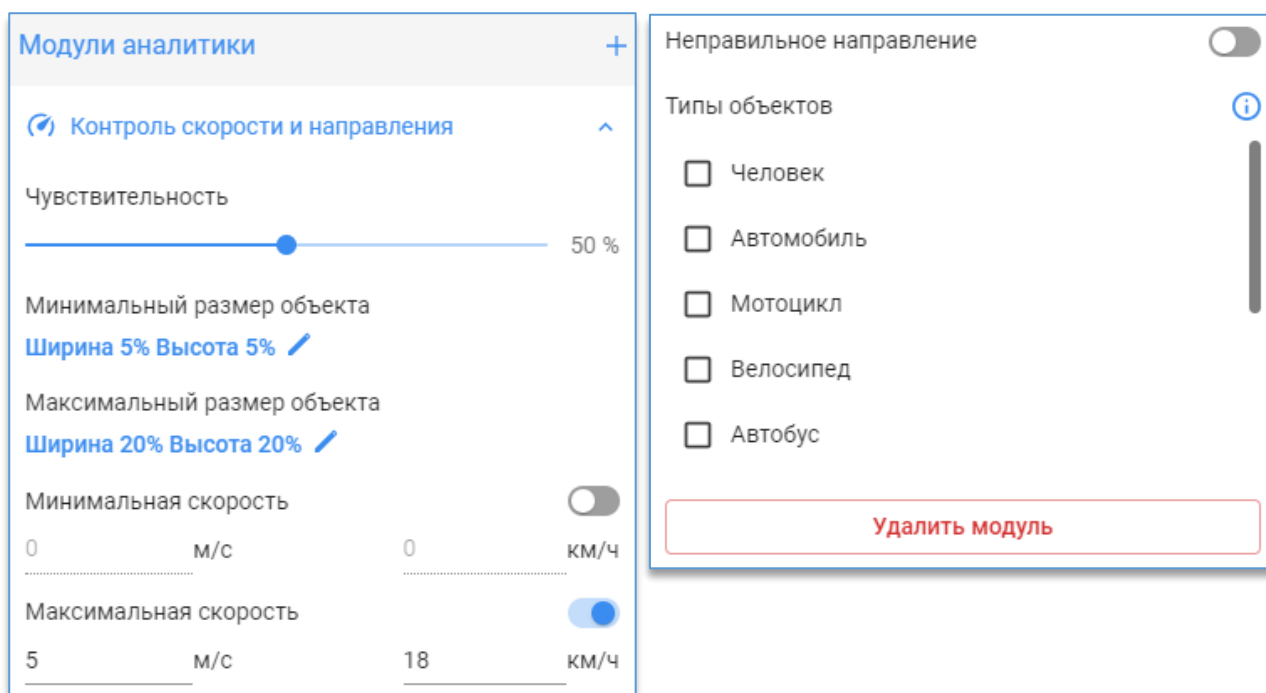 Модули аналитики
Контроль скорости и направления
Чувствительность
50 %
Минимальный размер объекта
Ширина 5% Высота 5%
Максимальный размер объекта
Ширина 20% Высота 20%
Минимальная скорость
0 м/с 0 км/ч
Максимальная скорость
5 м/с 18 км/ч
Неправильное направление
Типы объектов
Человек
Автомобиль
Мотоцикл
Велосипед
Автобус
Удалить модуль